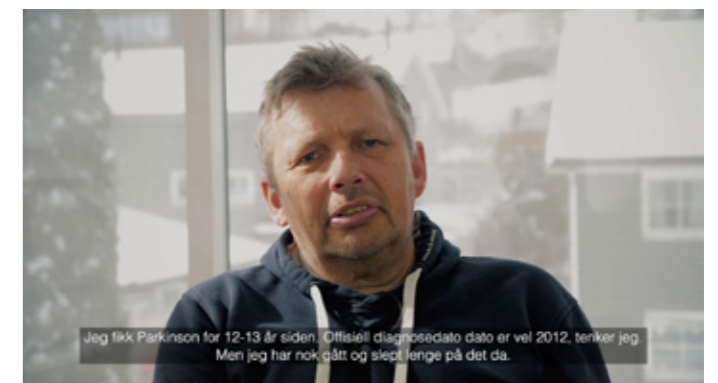 Jeg fikk Parkinson for 12-13 år siden. Offisiell diagnosedato dato er vel 2012, tenker jeg.
Men jeg har nok gått og slept lenge på det da.